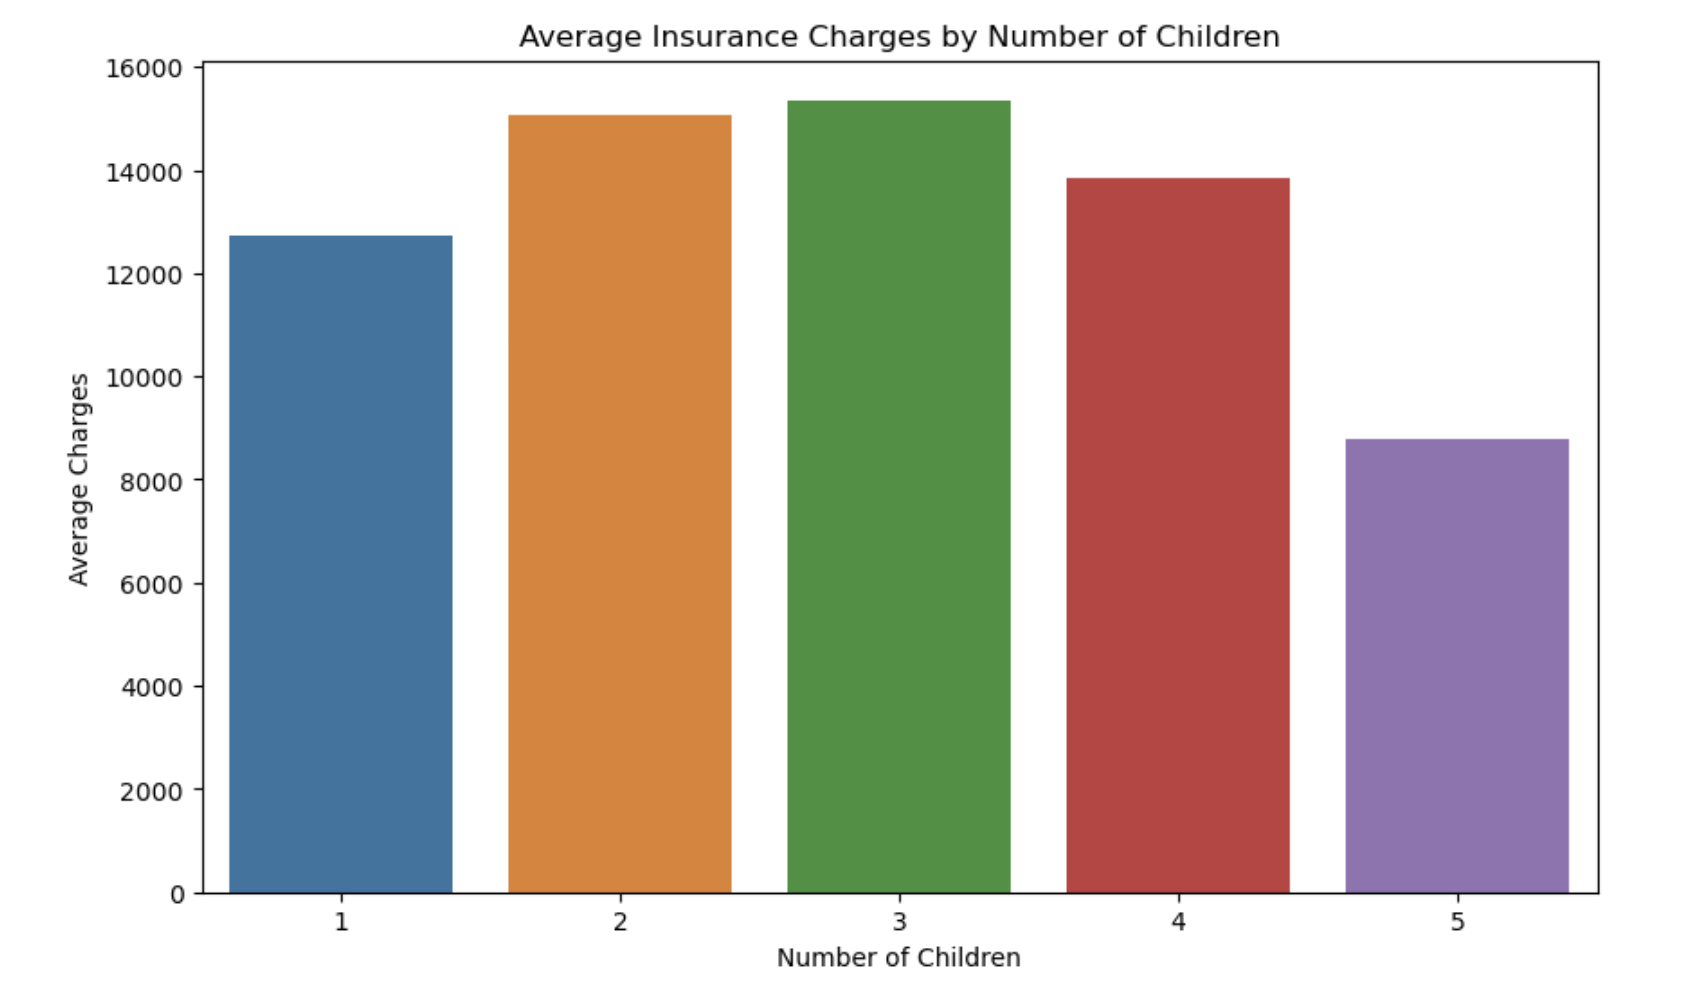 Average Insurance Charges by Number of Children
16000
14000
12000
10000
8000
6000
4000
2000
0
Average Charges
1 2 3 4 5
Number of Children